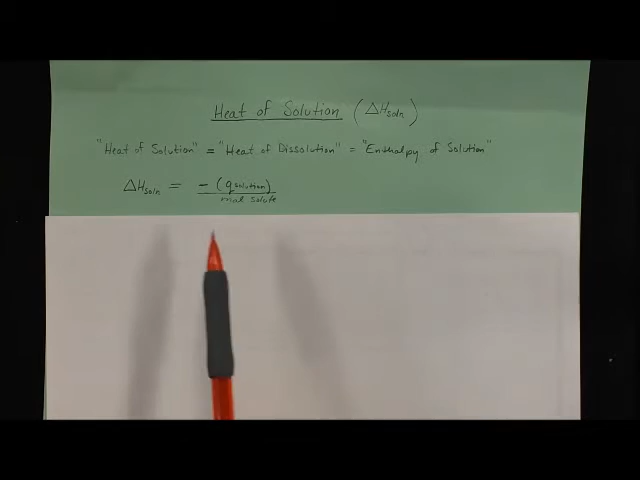 Heat of Solution (ΔHsoln)
"Heat of Solution" = "Heat of Dissolution" = "Enthalpy of Solution"
ΔHsoln = -(qsolution)
mol solute